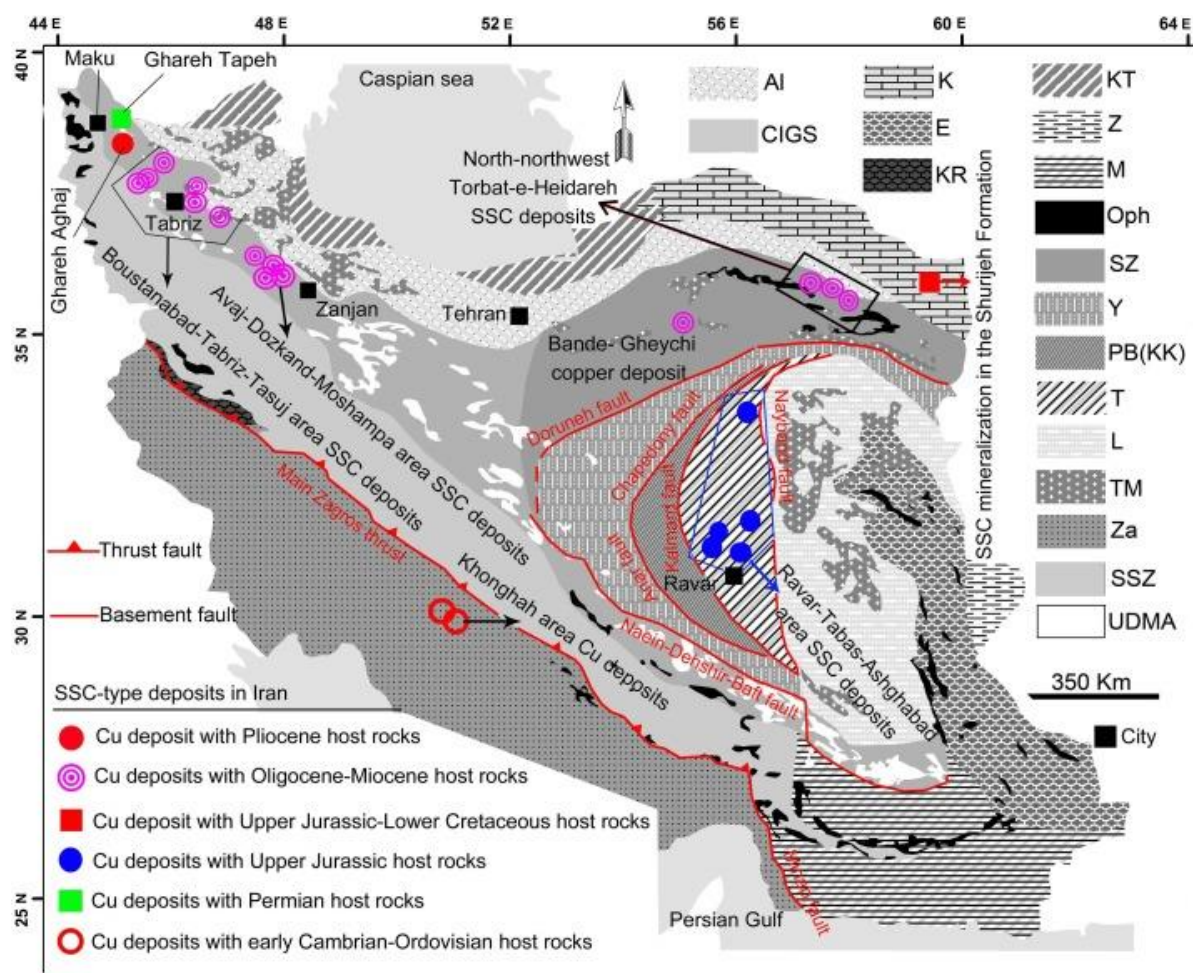 44 E
48 E
52 E
56 E
60 E
64 E
40 N
35 N
30 N
25 N
Maku
Ghareh Tapeh
Caspian sea
Ghareh Aghaj
Tabriz
Zanjan
Tehran
North-northwest
Torbat-e-Heidareh
SSC deposits
Bande- Gheychi
copper deposit
Boustanabad-Tabriz-Tasuj area SSC deposits
Avaj-Dozkand-Moshampa area SSC deposits
Khonghah area Cu deposits
SSC mineralization in the Shurijeh Formation
Doruneh fault
Chapedony fault
Kalmard fault
Anar fault
Nayband fault
Main Zagros thrust
Naein-Dehshir-Baft fault
Minab fault
Ravar
Ravar-Tabas-Ashghabad
area SSC deposits
Persian Gulf
Al
CIGS
K
E
KR
KT
Z
M
Oph
SZ
Y
PB(KK)
T
L
TM
Za
SSZ
UDMA
350 Km
City
Thrust fault
Basement fault
SSC-type deposits in Iran
Cu deposit with Pliocene host rocks
Cu deposits with Oligocene-Miocene host rocks
Cu deposit with Upper Jurassic-Lower Cretaceous host rocks
Cu deposits with Upper Jurassic host rocks
Cu deposits with Permian host rocks
Cu deposits with early Cambrian-Ordovisian host rocks